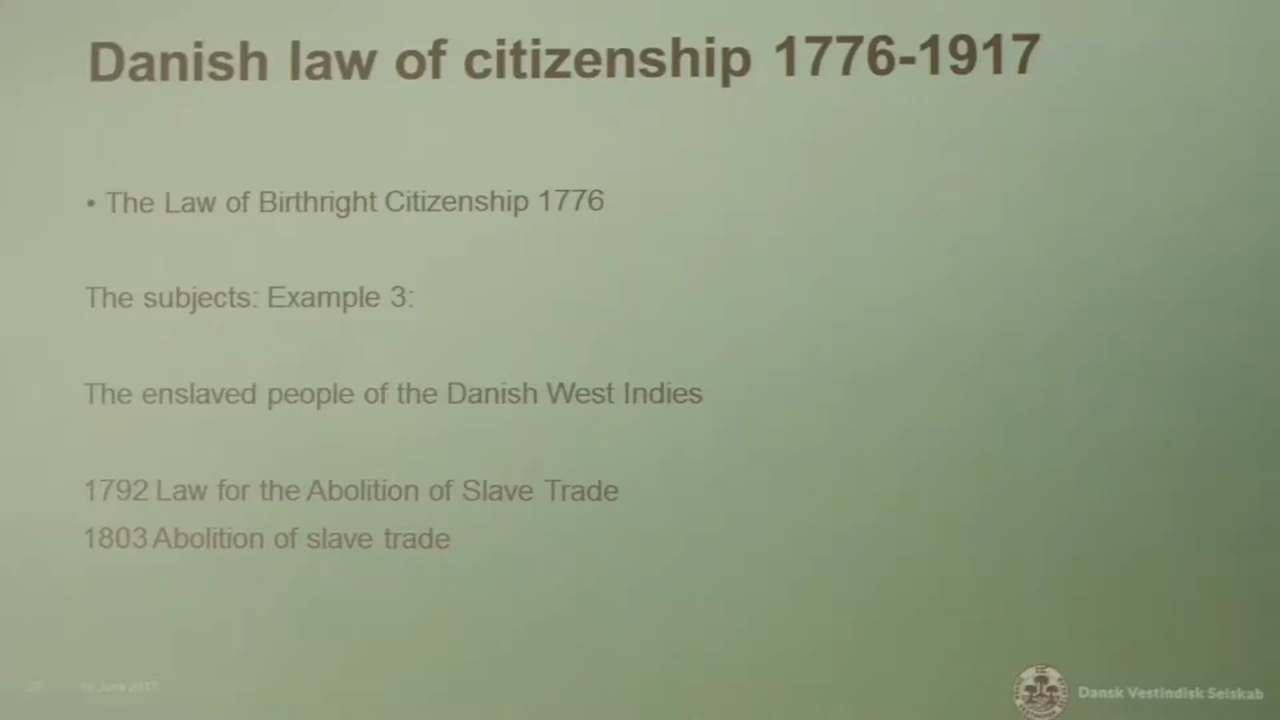 Danish law of citizenship 1776-1917
• The Law of Birthright Citizenship 1776
The subjects: Example 3:
The enslaved people of the Danish West Indies
1792 Law for the Abolition of Slave Trade
1803 Abolition of slave trade
Dansk Vestindisk Selskab